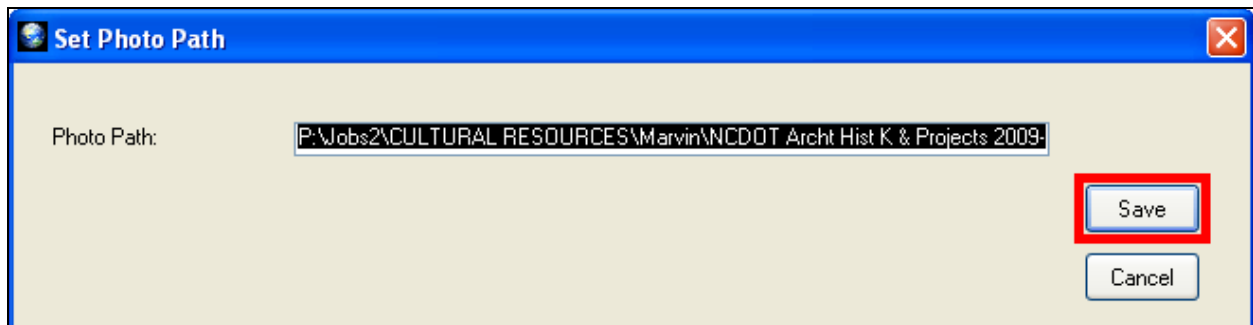 Set Photo Path
Photo Path:
P:\Jobs2\CULTURAL RESOURCES\Marvin\NCDOT Archt Hist K & Projects 2009-
Save
Cancel